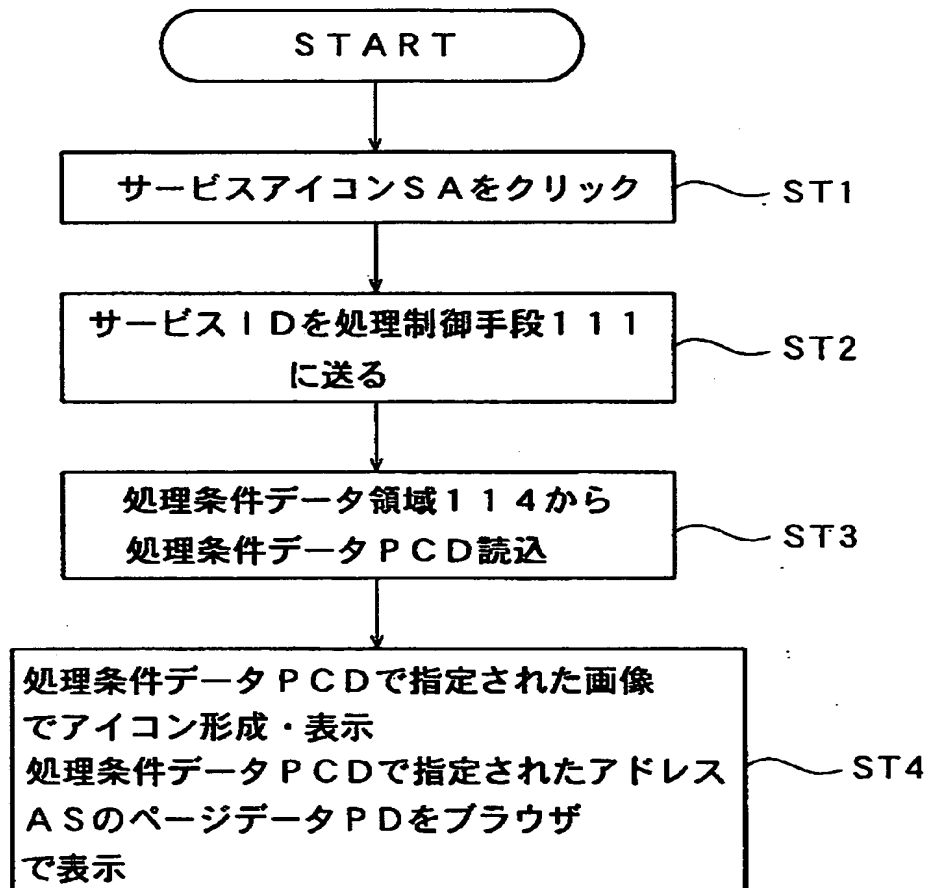 ＳＴＡＲＴ
サービスアイコンＳＡをクリック
ST1
サービスＩＤを処理制御手段１１１
に送る
ST2
処理条件データ領域１１４から
処理条件データＰＣＤ読込
ST3
処理条件データＰＣＤで指定された画像
でアイコン形成・表示
処理条件データＰＣＤで指定されたアドレス
ＡＳのページデータＰＤをブラウザ
で表示
ST4